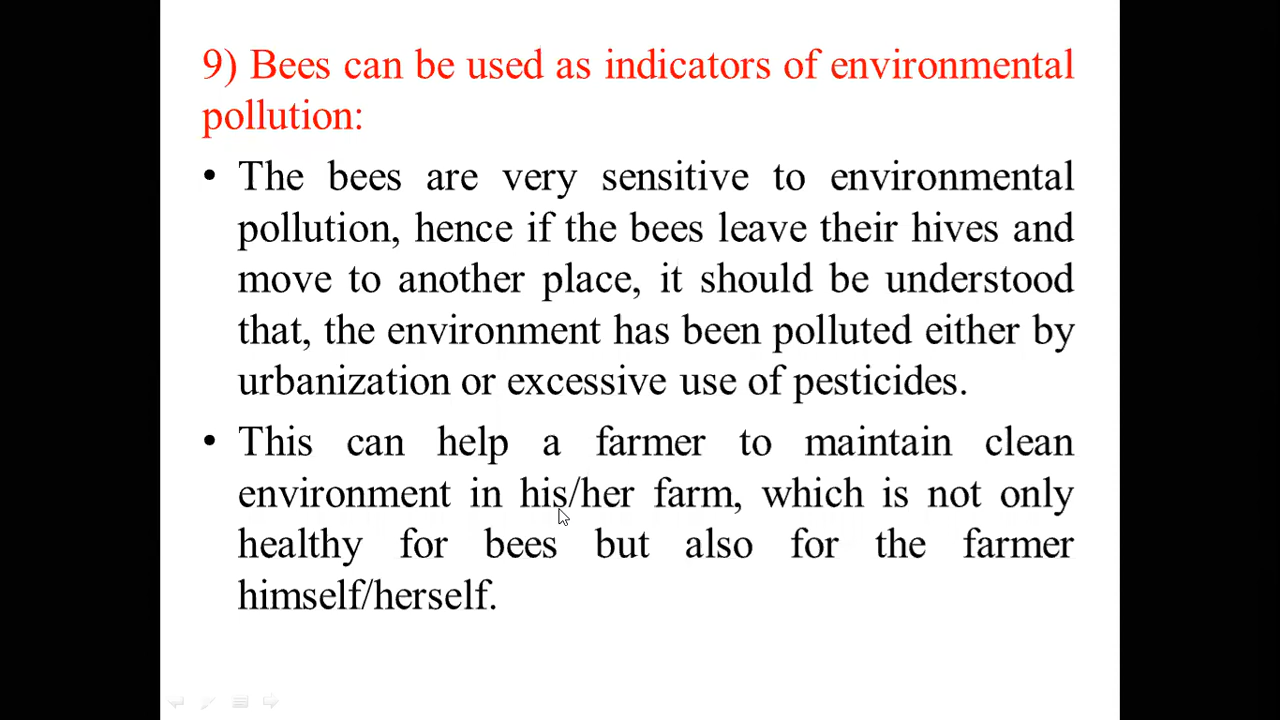 9) Bees can be used as indicators of environmental
pollution:
• The bees are very sensitive to environmental
pollution, hence if the bees leave their hives and
move to another place, it should be understood
that, the environment has been polluted either by
urbanization or excessive use of pesticides.
• This can help a farmer to maintain clean
environment in his/her farm, which is not only
healthy for bees but also for the farmer
himself/herself.